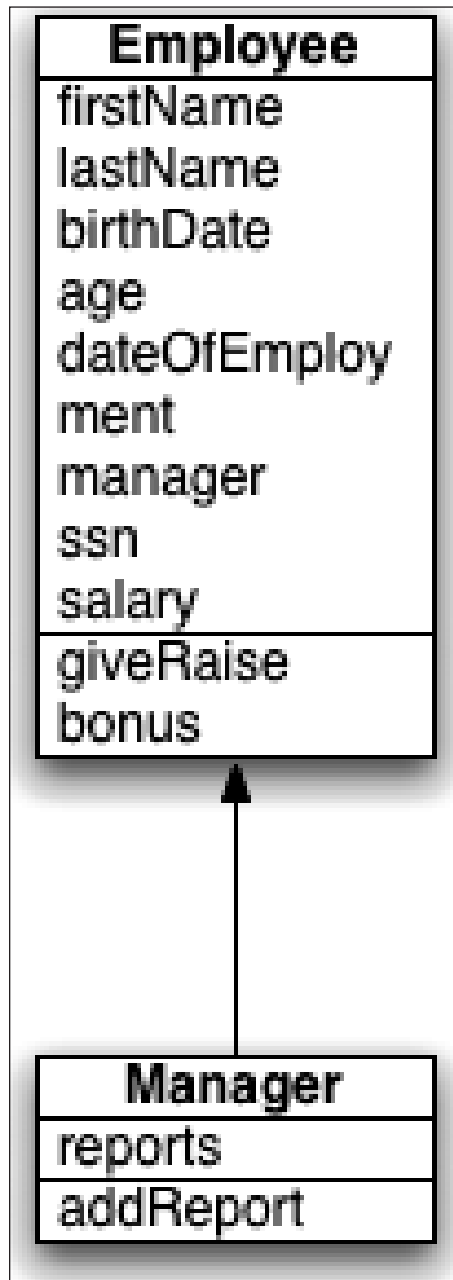 Employee
firstName
lastName
birthDate
age
dateOfEmploy
ment
manager
ssn
salary
giveRaise
bonus
Manager
reports
addReport